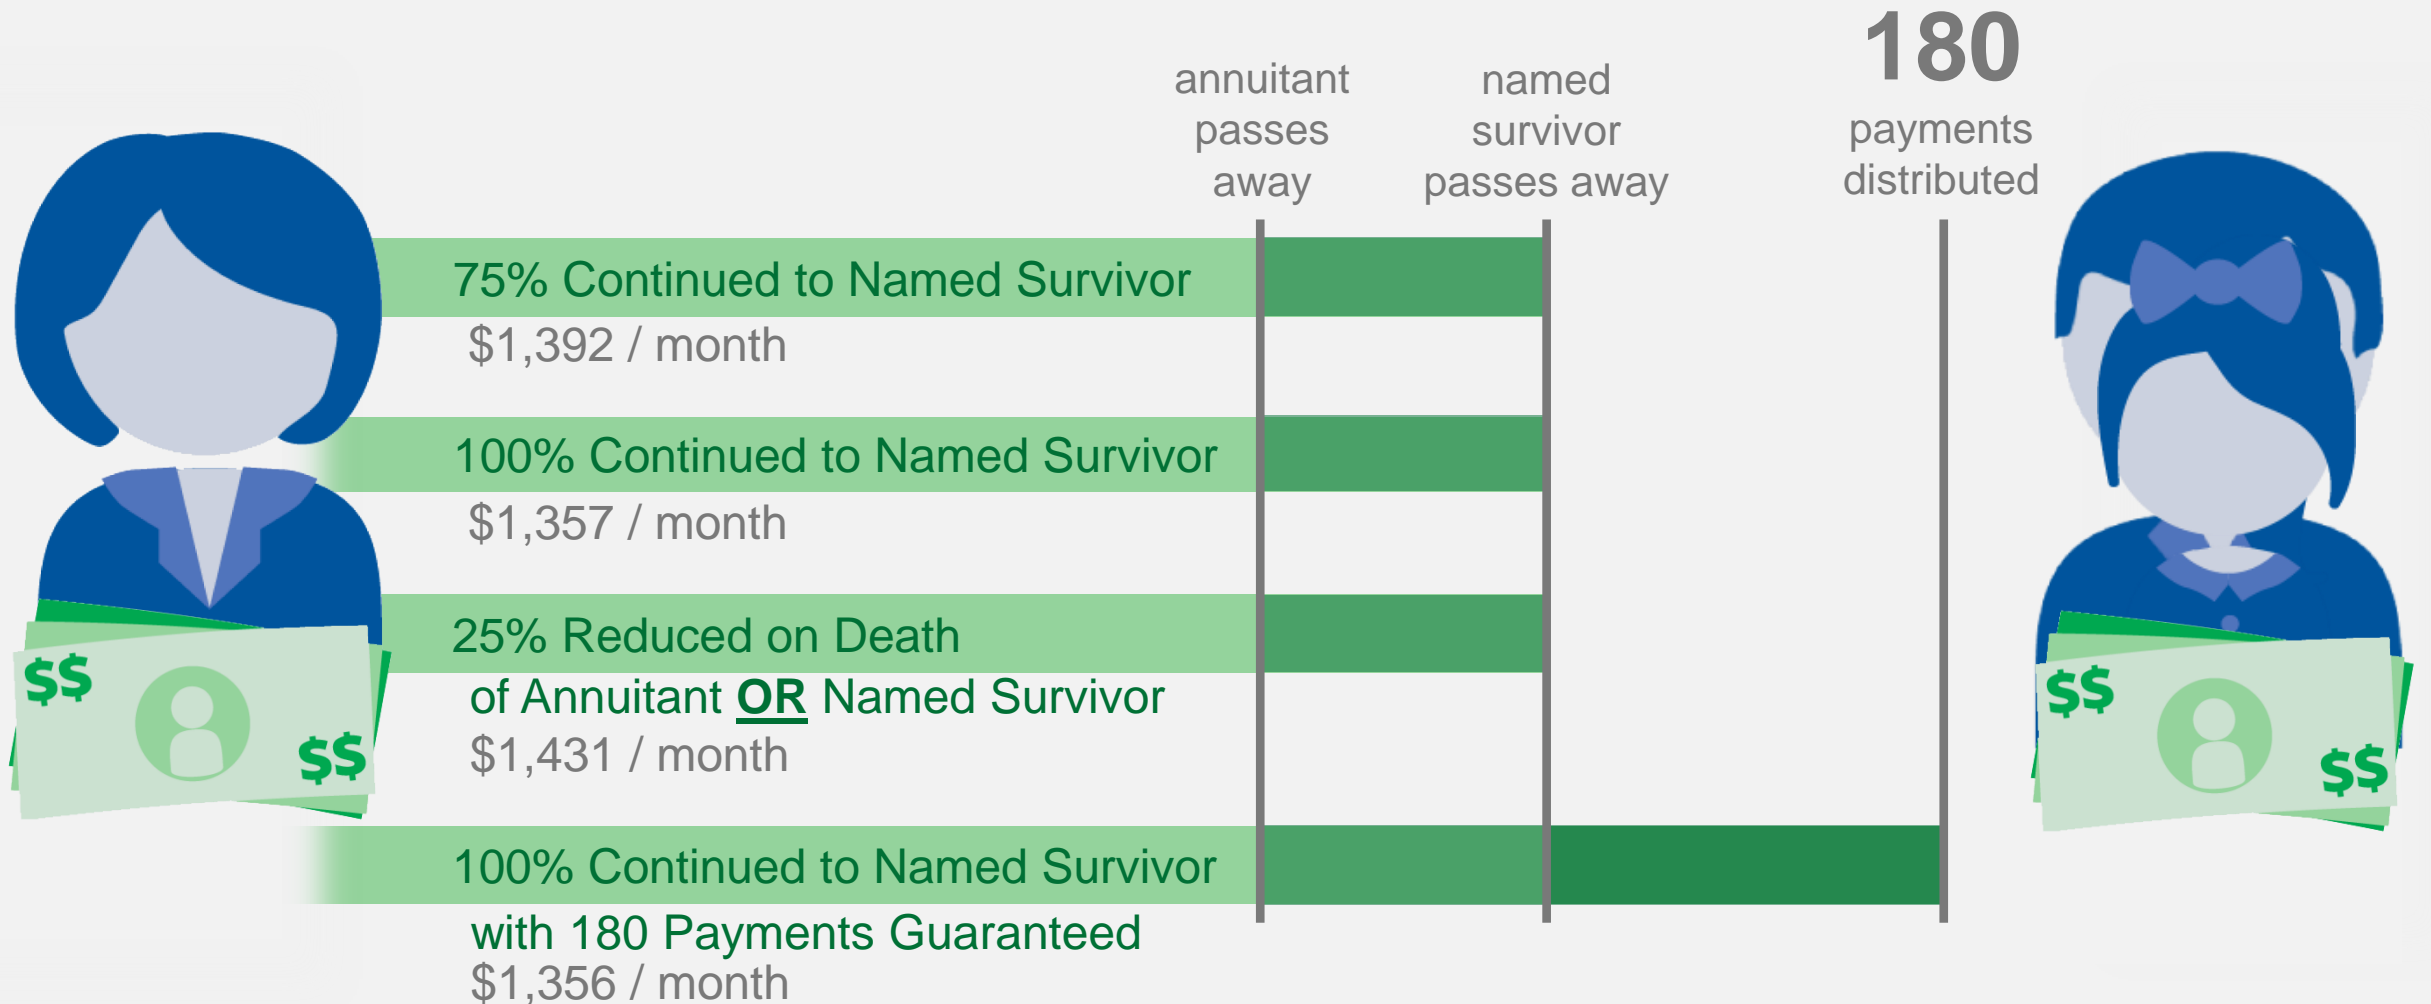 annuitant
passes
away
named
survivor
passes away
180
payments
distributed
75% Continued to Named Survivor
$1,392 / month
100% Continued to Named Survivor
$1,357 / month
25% Reduced on Death
of Annuitant OR Named Survivor
$1,431 / month
100% Continued to Named Survivor
with 180 Payments Guaranteed
$1,356 / month
$$
$$
$$
$$